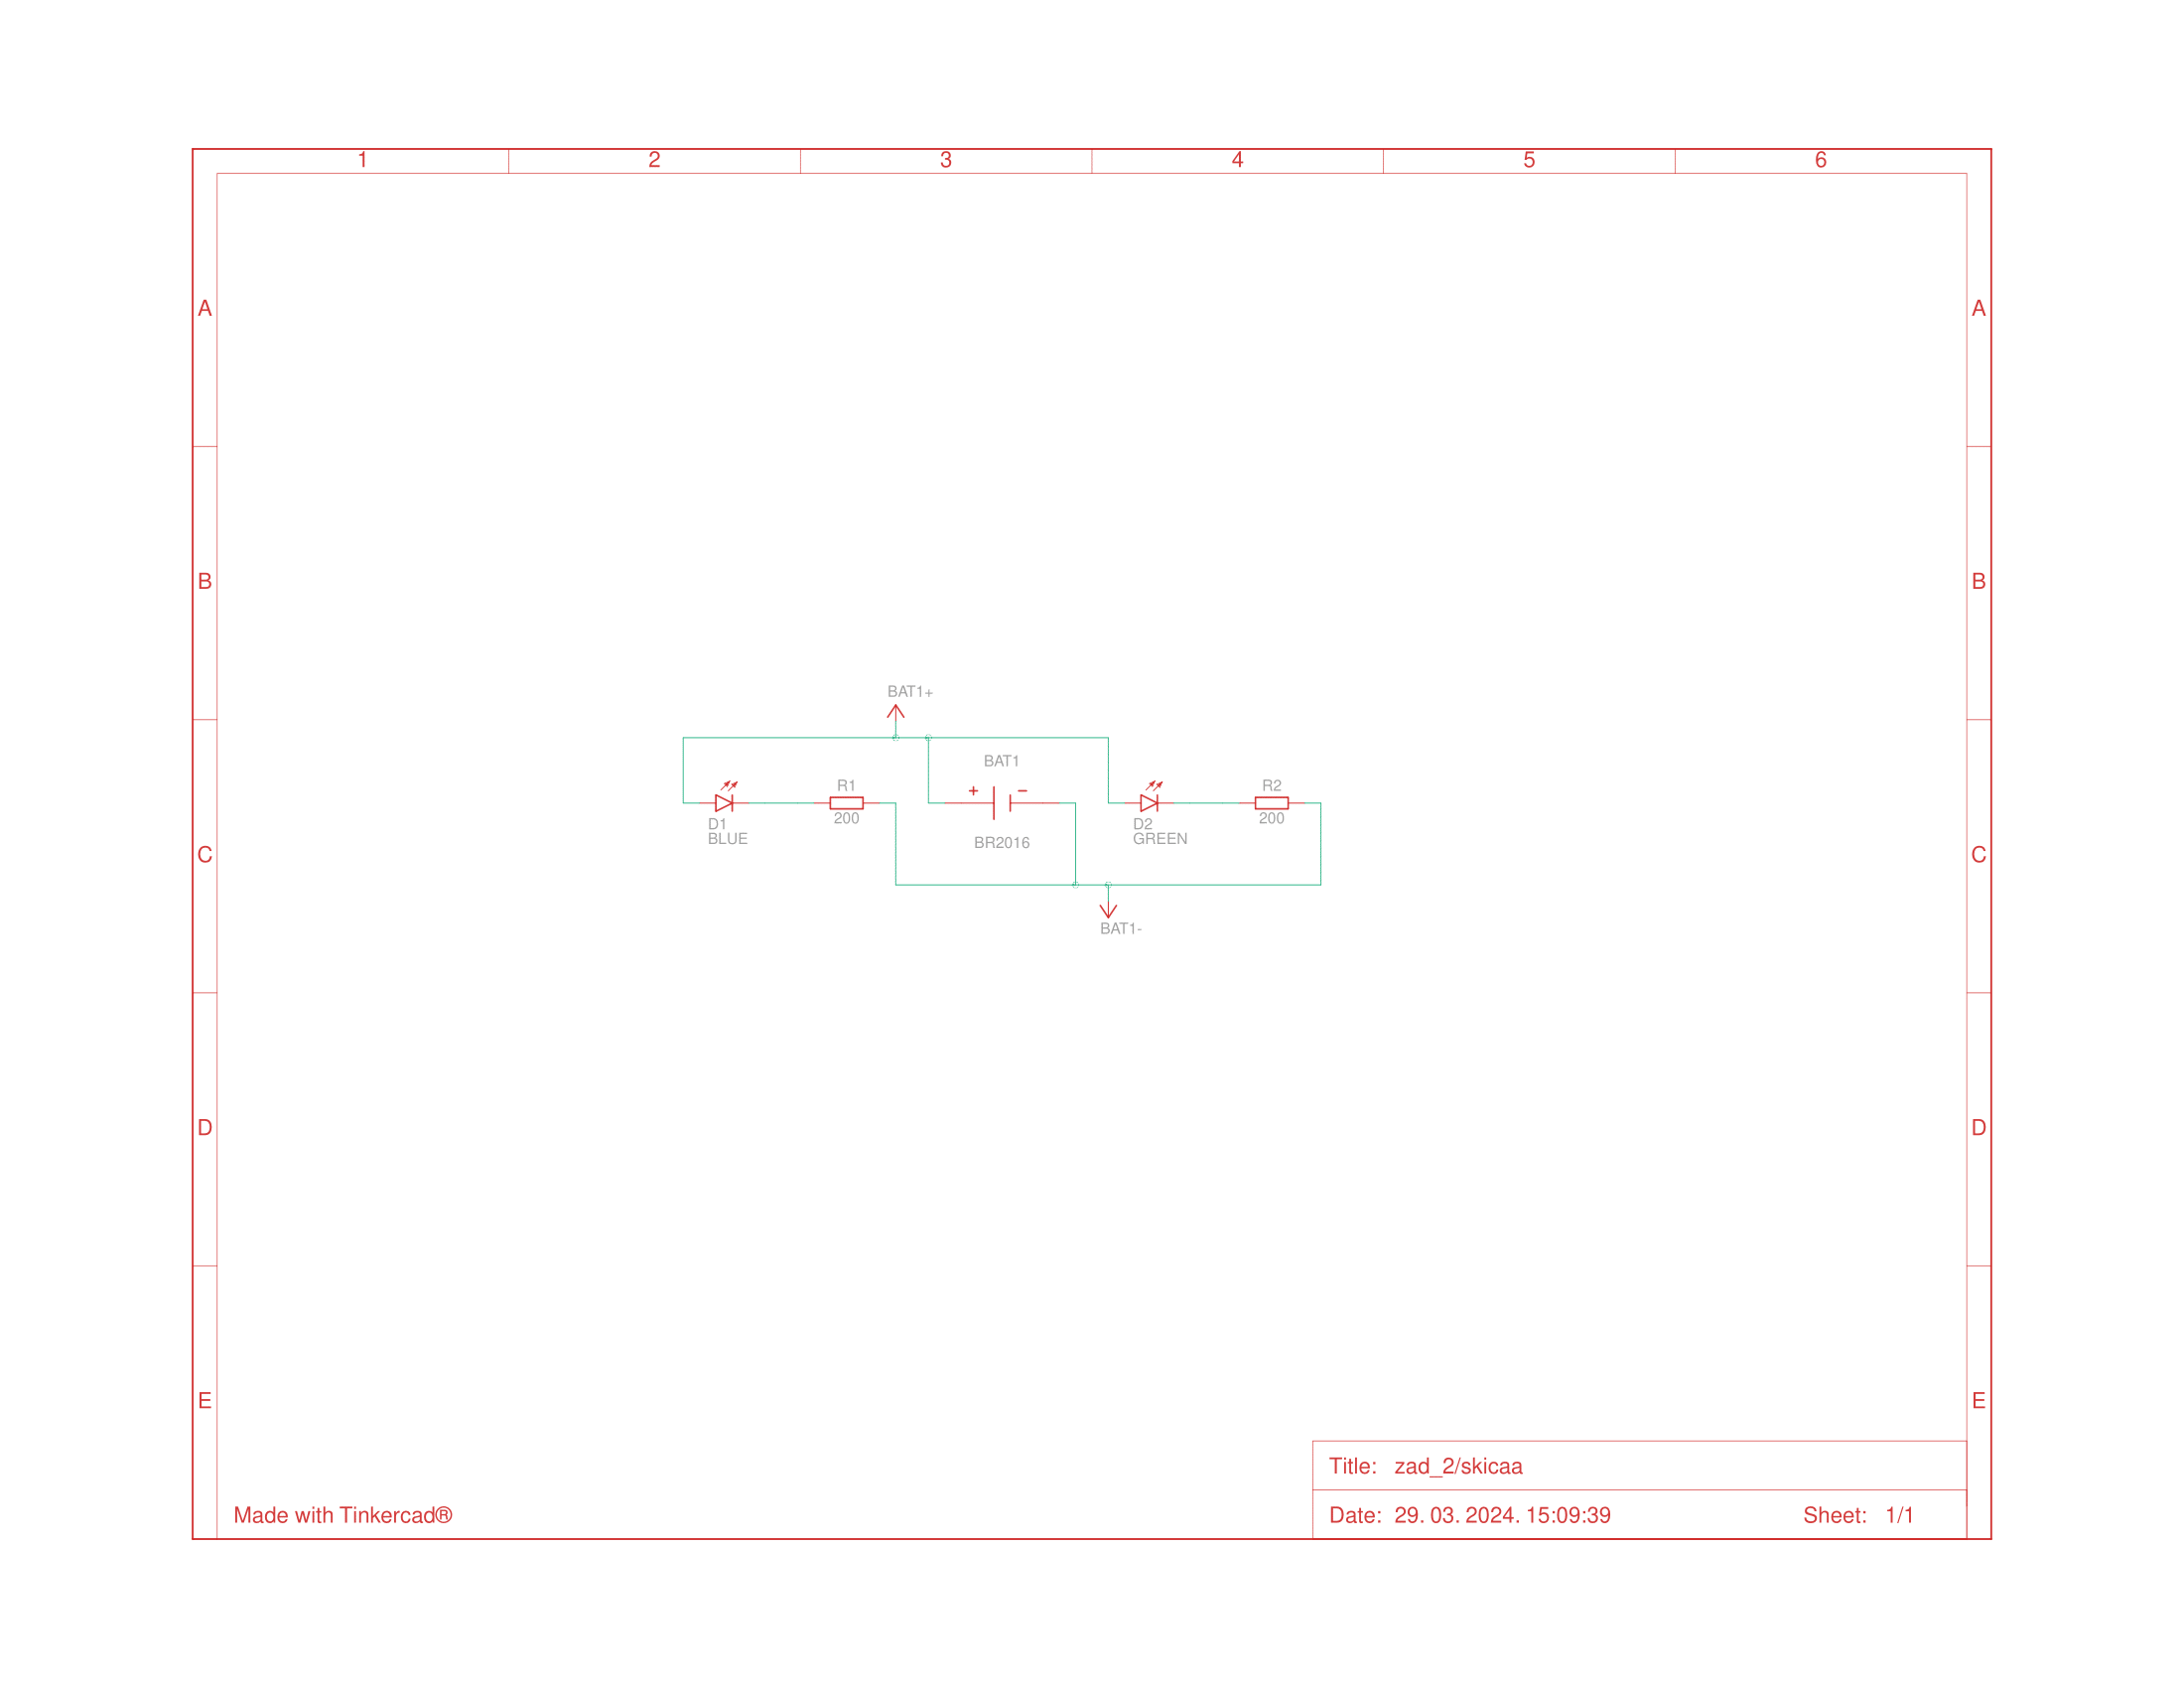 1 2 3 4 5 6
A A
B B
BAT1+
BAT1
+ −
R1 R2
D1 200 D2 200
BLUE GREEN
BR2016
C C
BAT1-
D D
E E
Title: zad_2/skicaa
Made with Tinkercad® Date: 29. 03. 2024. 15:09:39 Sheet: 1/1